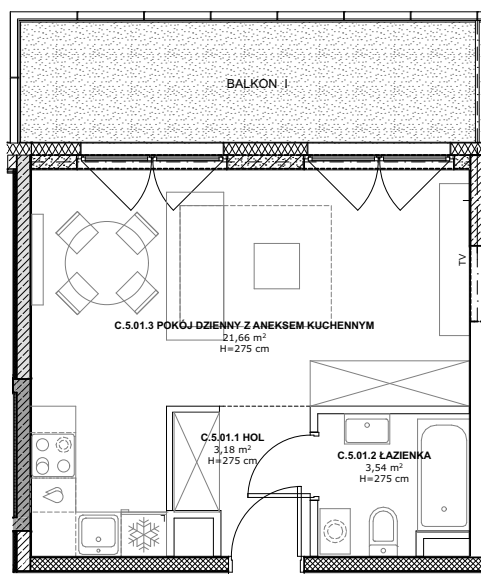 BALKON I
TV
C.5.01.3 POKÓJ DZIENNY Z ANEKSEM KUCHENNYM
21,66 m²
H=275 cm
C.5.01.1 HOL
3,18 m²
H=275 cm
C.5.01.2 ŁAZIENKA
3,54 m²
H=275 cm